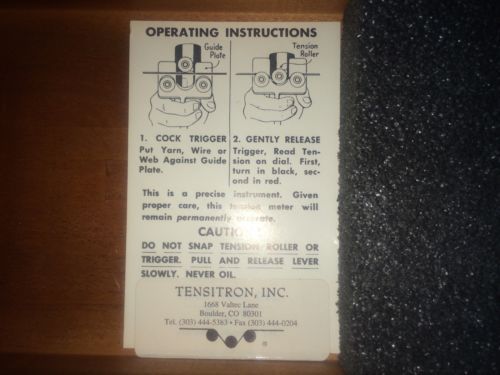 OPERATING INSTRUCTIONS
Guide
Plate
Tension
Roller
1. COCK TRIGGER
Put Yarn, Wire or
Web Against Guide
Plate.
2. GENTLY RELEASE
Trigger, Read Ten-
sion on dial. First,
turn in black, sec-
ond in red.
This is a precise instrument. Given
proper care, this tension meter will
remain permanently accurate.
CAUTION:
DO NOT SNAP TENSION ROLLER OR
TRIGGER. PULL AND RELEASE LEVER
SLOWLY. NEVER OIL.
TENSITRON, INC.
1668 Valtec Lane
Boulder, CO 80301
Tel. (303) 444-5383 • Fax (303) 444-0204
®